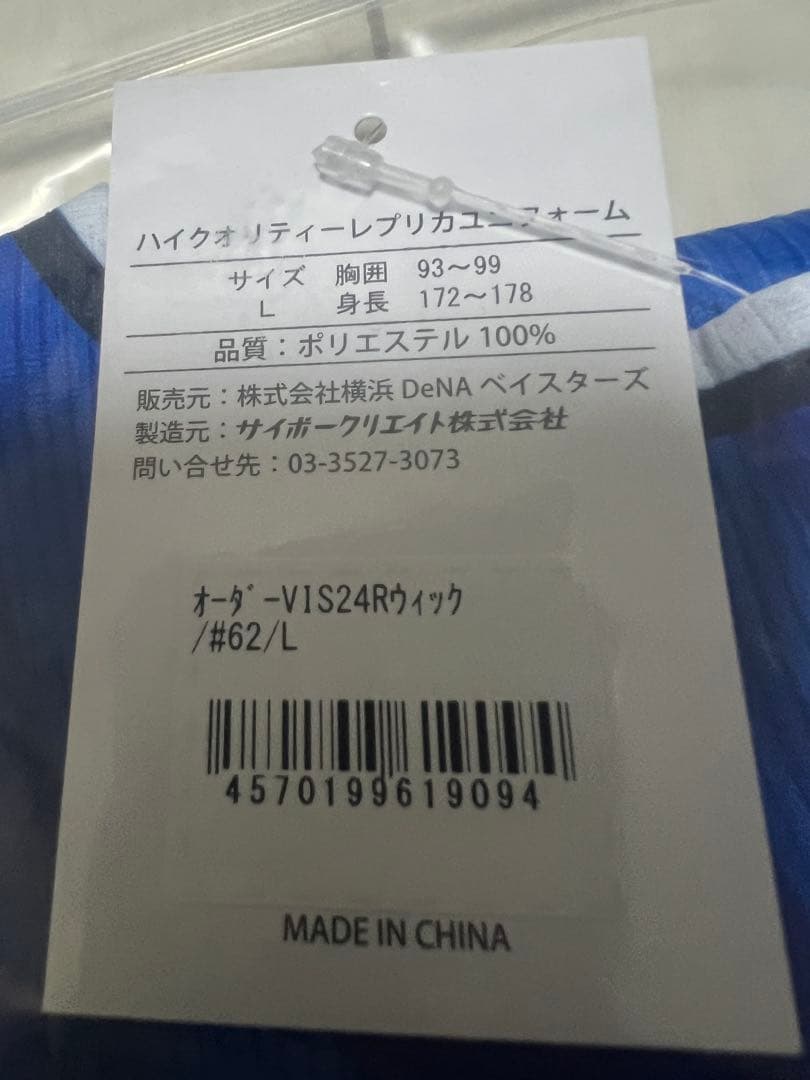 ハイクオリティーレプリカユニフォーム
サイズ 胸囲 93～99
L 身長 172～178
品質：ポリエステル 100%
販売元：株式会社横浜 DeNA ベイスターズ
製造元：サイボークリエイト株式会社
問い合せ先：03-3527-3073
ｵｰﾀﾞｰVIS24Rｳｨｯｸ
/#62/L
4570199619094
MADE IN CHINA